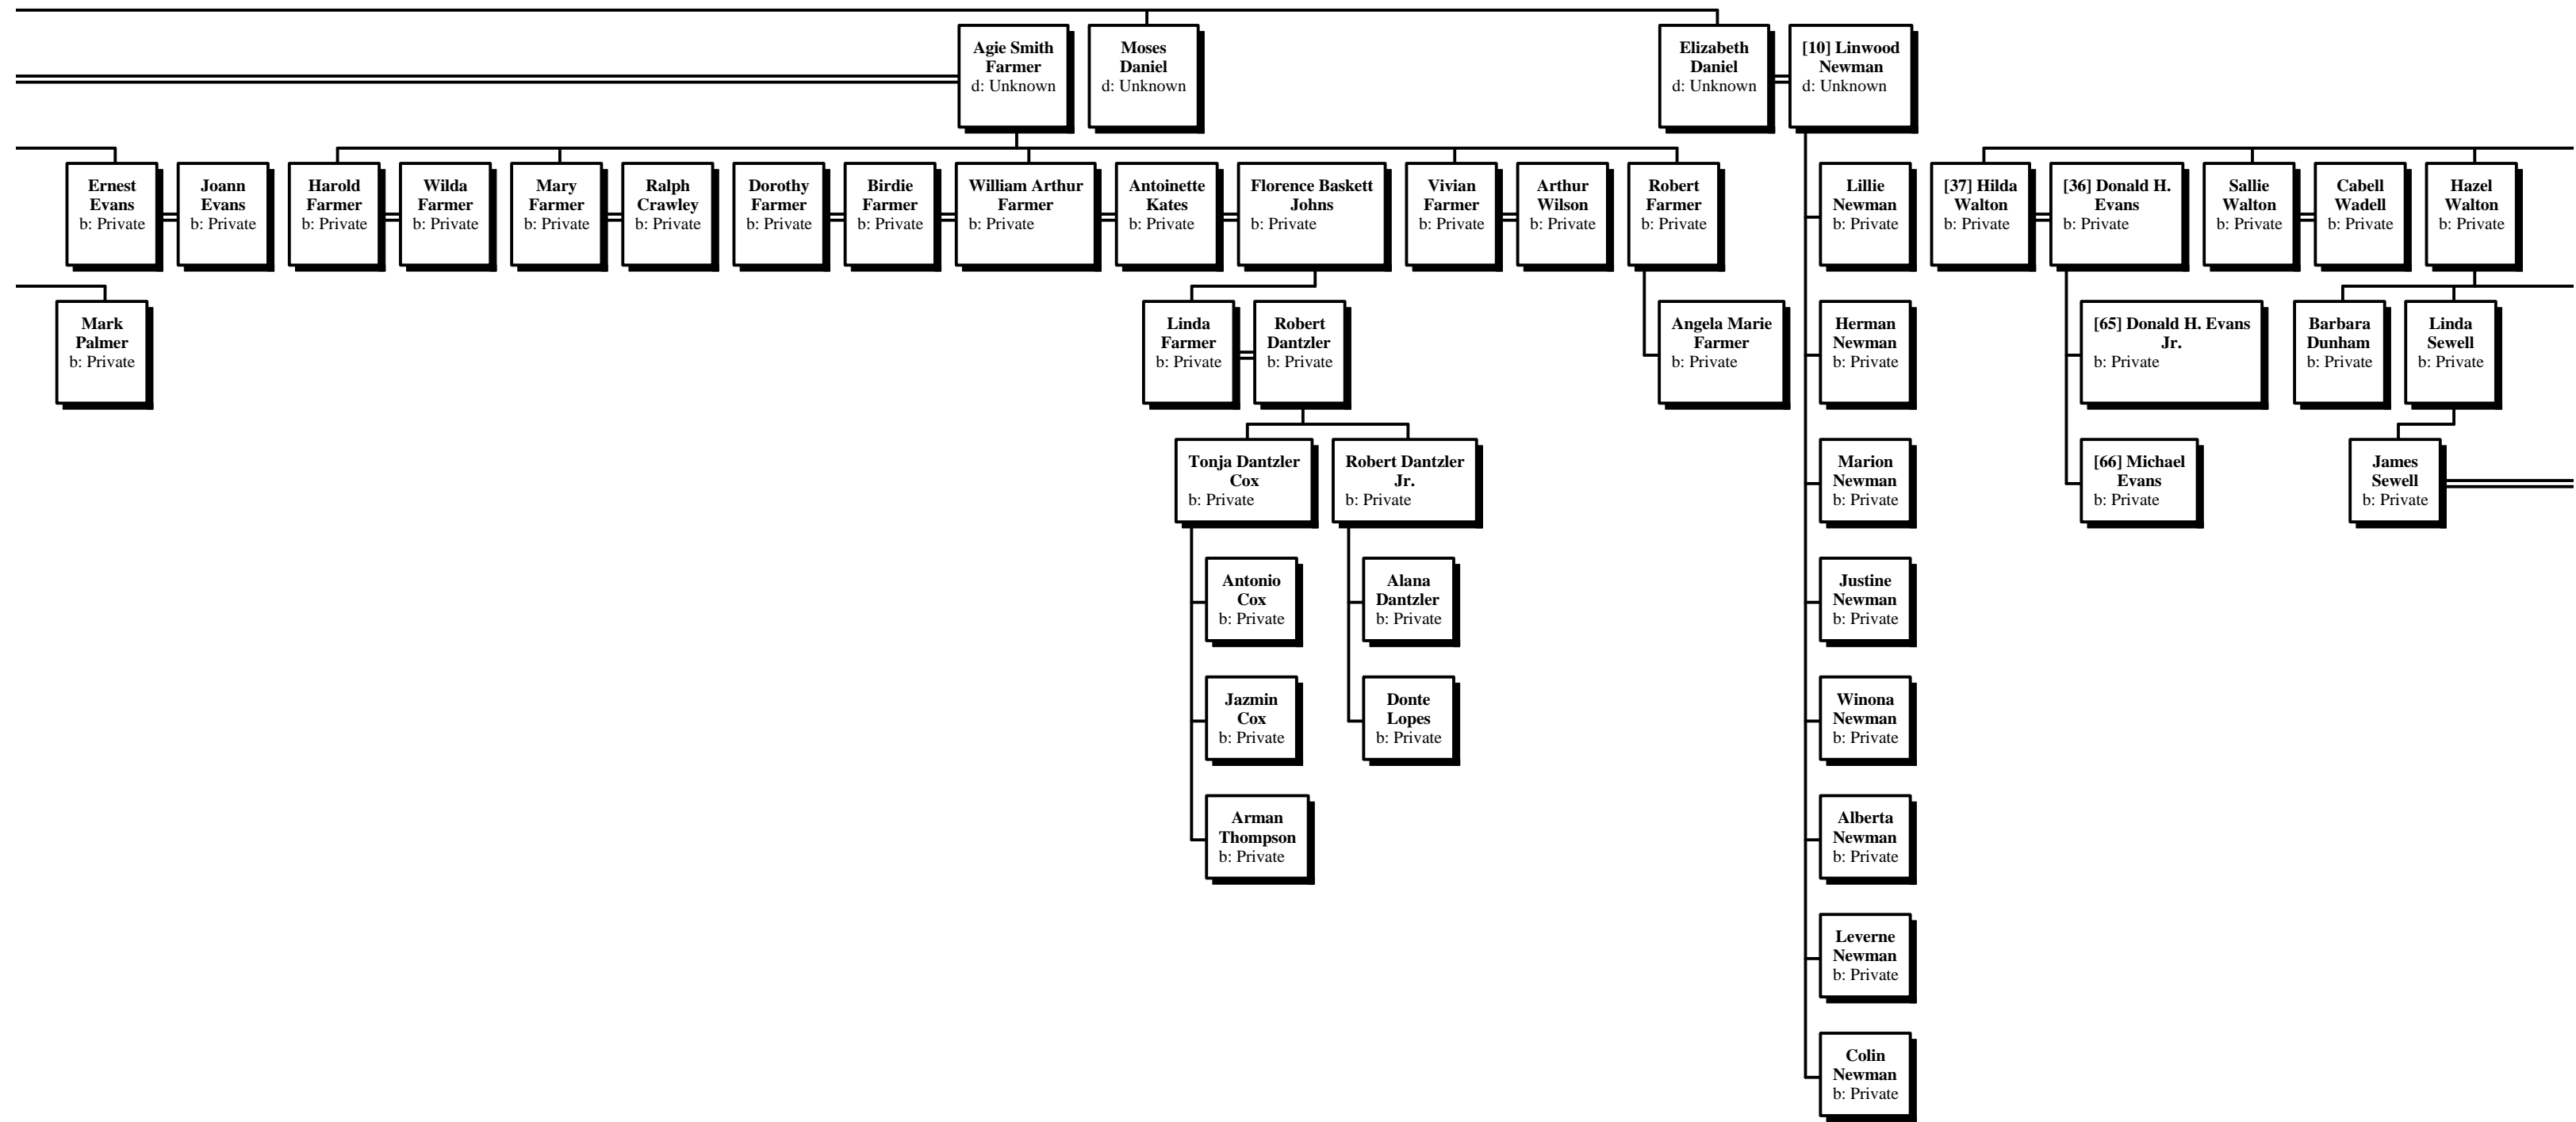 Agie Smith
Farmer
d: Unknown
Moses
Daniel
d: Unknown
Elizabeth
Daniel
d: Unknown
[10] Linwood
Newman
d: Unknown
Ernest
Evans
b: Private
Joann
Evans
b: Private
Harold
Farmer
b: Private
Wilda
Farmer
b: Private
Mary
Farmer
b: Private
Ralph
Crawley
b: Private
Dorothy
Farmer
b: Private
Birdie
Farmer
b: Private
William Arthur
Farmer
b: Private
Antoinette
Kates
b: Private
Florence Baskett
Johns
b: Private
Vivian
Farmer
b: Private
Arthur
Wilson
b: Private
Robert
Farmer
b: Private
Lillie
Newman
b: Private
[37] Hilda
Walton
b: Private
[36] Donald H.
Evans
b: Private
Sallie
Walton
b: Private
Cabell
Wadell
b: Private
Hazel
Walton
b: Private
Mark
Palmer
b: Private
Linda
Farmer
b: Private
Robert
Dantzler
b: Private
Angela Marie
Farmer
b: Private
Herman
Newman
b: Private
[65] Donald H. Evans
Jr.
b: Private
Barbara
Dunham
b: Private
Linda
Sewell
b: Private
Tonja Dantzler
Cox
b: Private
Robert Dantzler
Jr.
b: Private
Marion
Newman
b: Private
[66] Michael
Evans
b: Private
James
Sewell
b: Private
Antonio
Cox
b: Private
Alana
Dantzler
b: Private
Justine
Newman
b: Private
Jazmin
Cox
b: Private
Donte
Lopes
b: Private
Winona
Newman
b: Private
Arman
Thompson
b: Private
Alberta
Newman
b: Private
Leverne
Newman
b: Private
Colin
Newman
b: Private